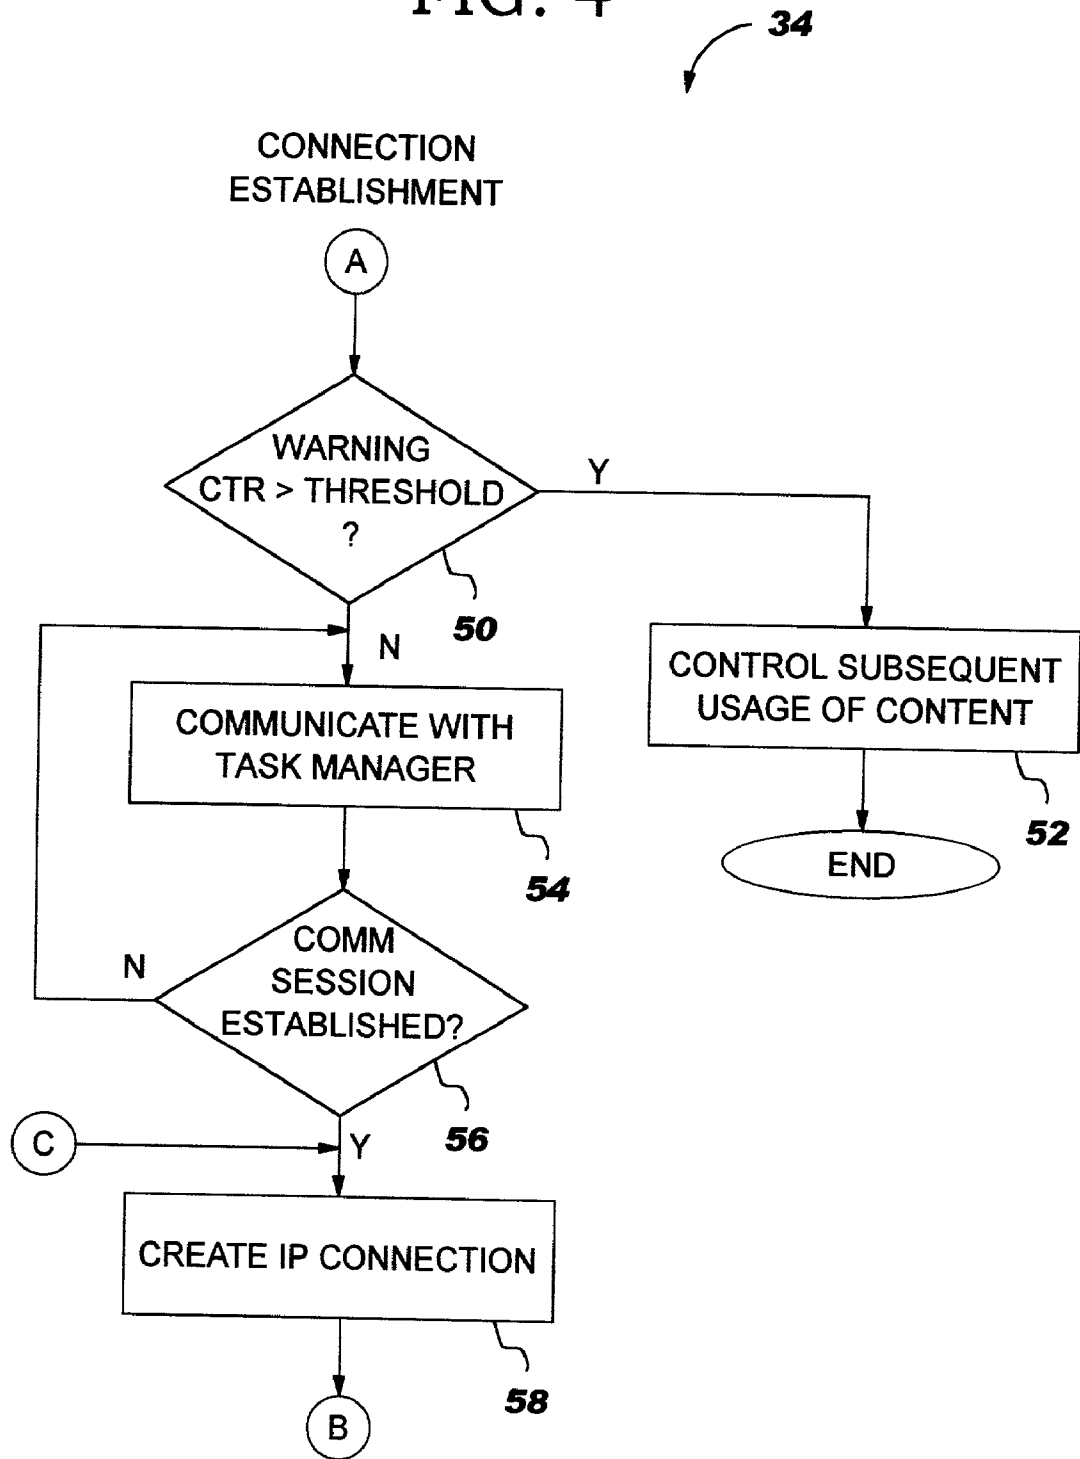 FIG. 4
34
CONNECTION
ESTABLISHMENT
A
WARNING
CTR > THRESHOLD
?
Y
50
N
CONTROL SUBSEQUENT
USAGE OF CONTENT
52
COMMUNICATE WITH
TASK MANAGER
54
END
COMM
SESSION
ESTABLISHED?
N
56
C
Y
CREATE IP CONNECTION
58
B